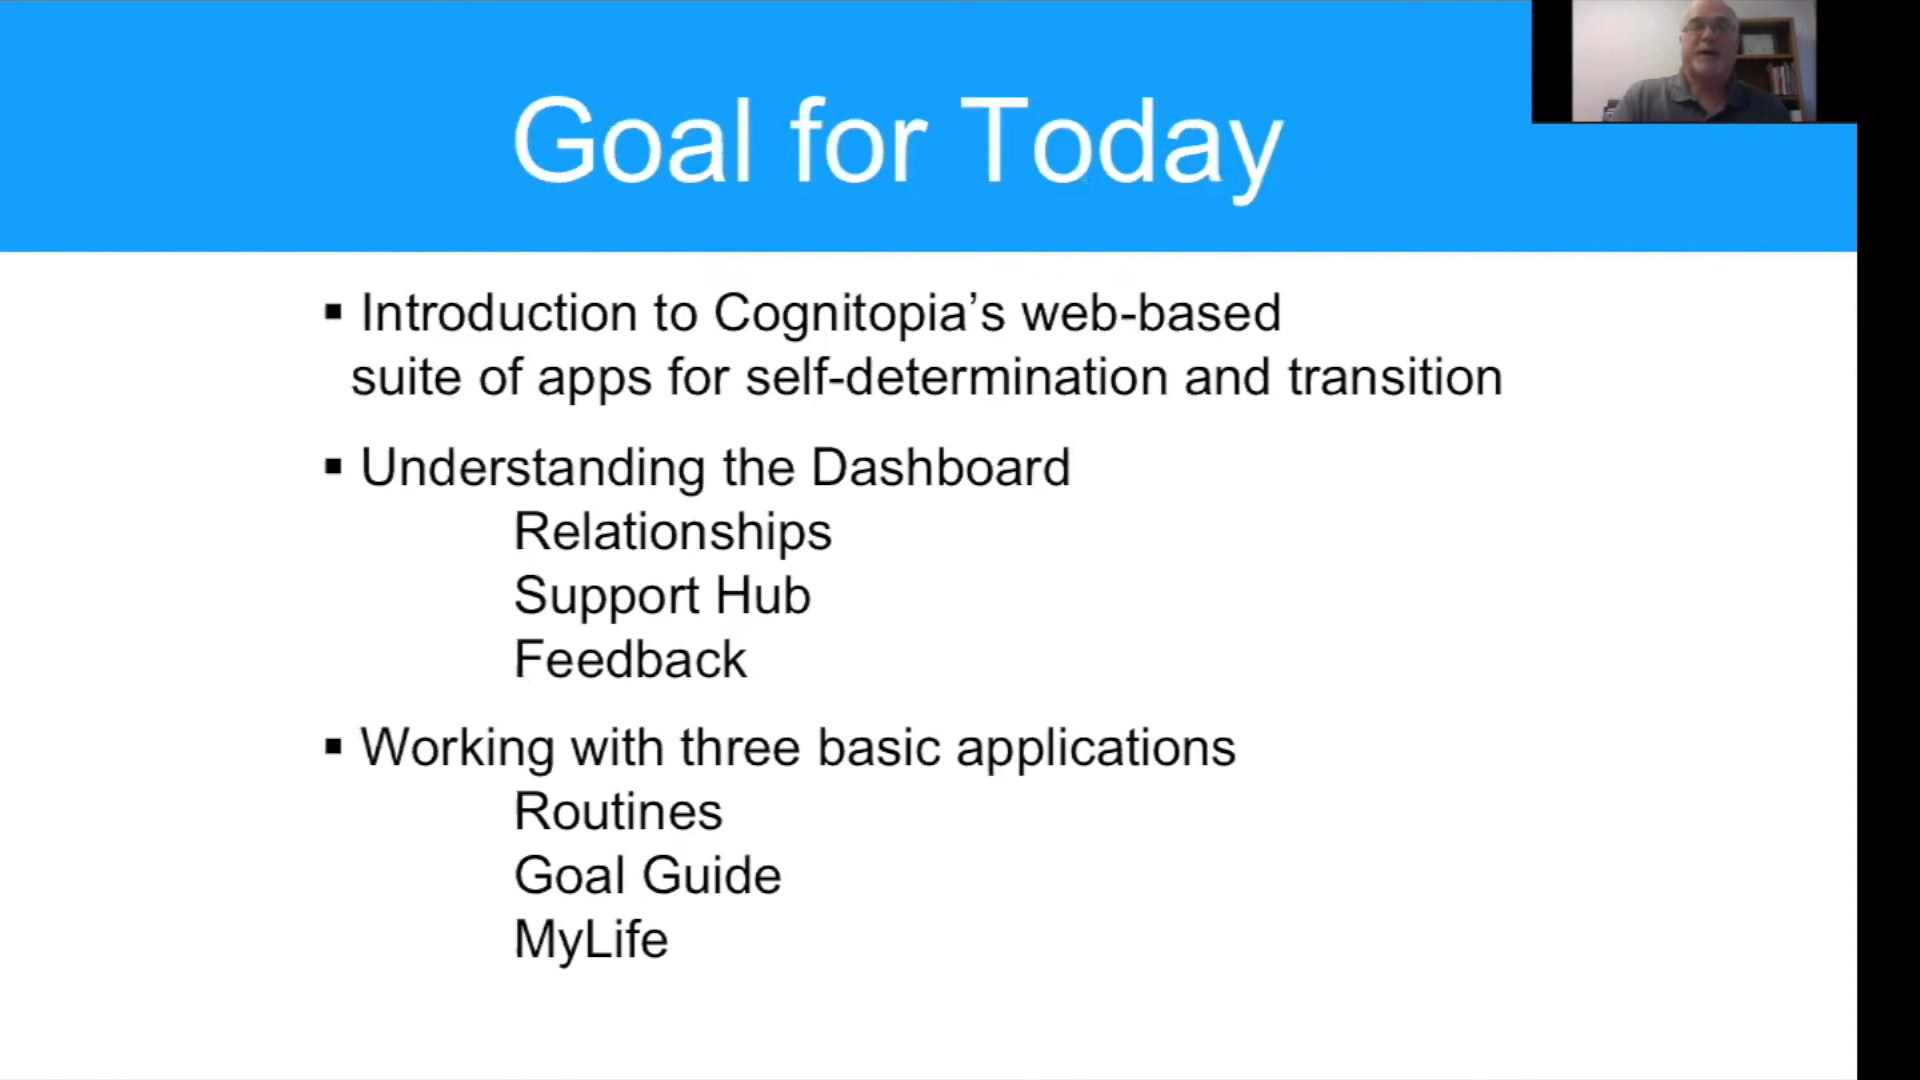 Goal for Today
▪ Introduction to Cognitopia’s web-based
suite of apps for self-determination and transition
▪ Understanding the Dashboard
Relationships
Support Hub
Feedback
▪ Working with three basic applications
Routines
Goal Guide
MyLife